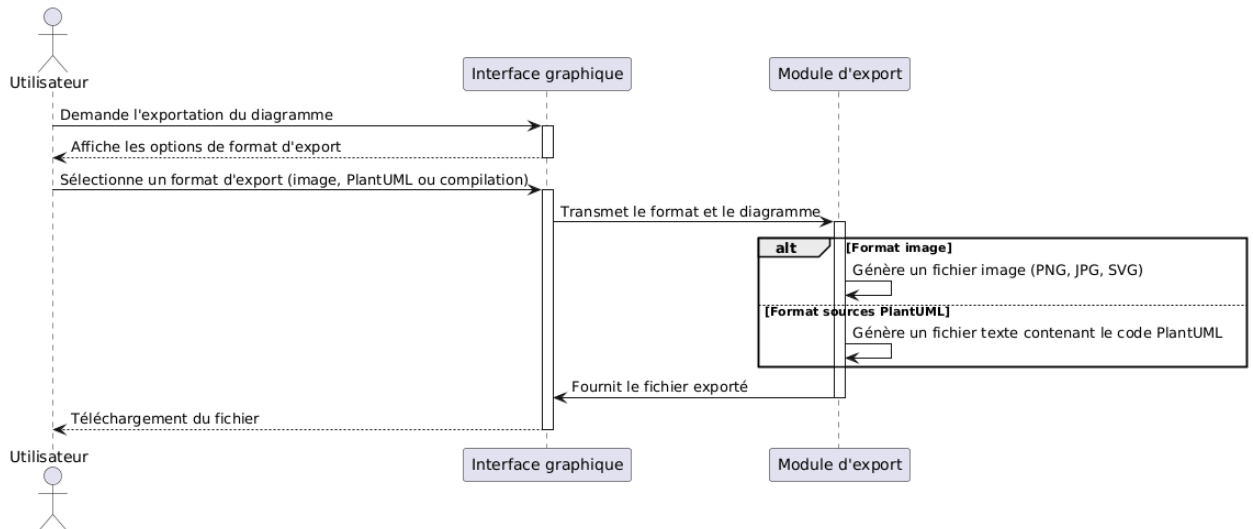 Utilisateur
Interface graphique
Module d'export
Demande l'exportation du diagramme
Affiche les options de format d'export
Sélectionne un format d'export (image, PlantUML ou compilation)
Transmet le format et le diagramme
alt
[Format image]
Génère un fichier image (PNG, JPG, SVG)
[Format sources PlantUML]
Génère un fichier texte contenant le code PlantUML
Fournit le fichier exporté
Téléchargement du fichier
Utilisateur
Interface graphique
Module d'export